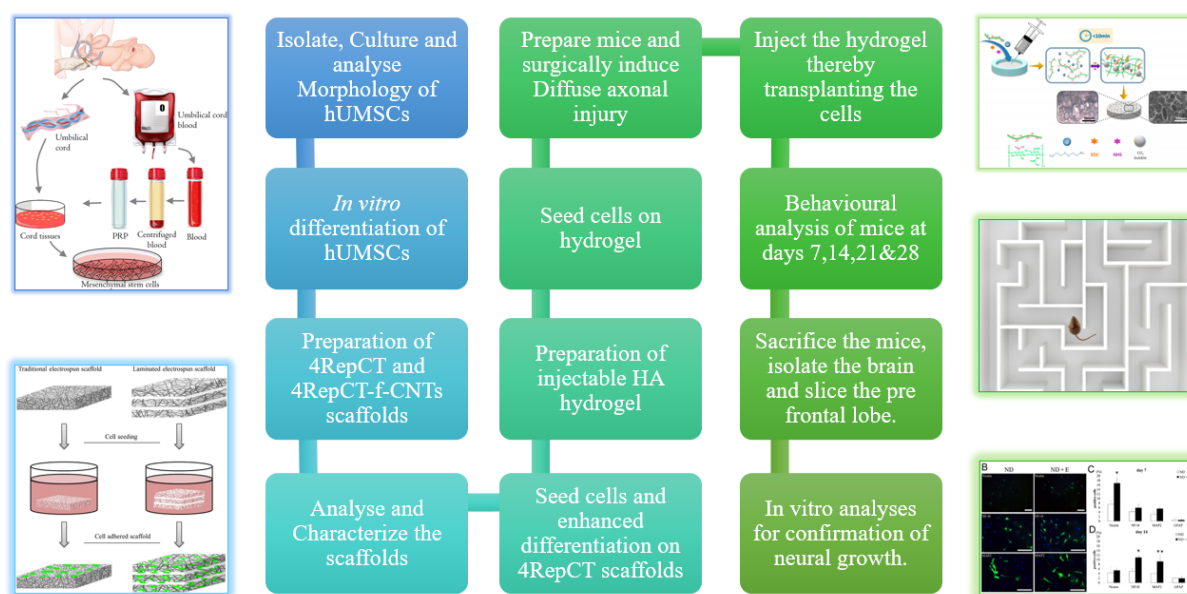 Umbilical cord
blood
Umbilical
cord
Cord tissues
PRP
Centrifuged
blood
Blood
Mesenchymal stem cells
Traditional electrospun scaffold
Laminated electrospun scaffold
Cell seeding
Cell adhered scaffold
Isolate, Culture and
analyse
Morphology of
hUMSCs
In vitro
differentiation of
hUMSCs
Preparation of
4RepCT and
4RepCT-f-CNTs
scaffolds
Analyse and
Characterize the
scaffolds
Seed cells and
enhanced
differentiation on
4RepCT scaffolds
Preparation of
injectable HA
hydrogel
Seed cells on
hydrogel
Prepare mice and
surgically induce
Diffuse axonal
injury
Inject the hydrogel
thereby
transplanting the
cells
Behavioural
analysis of mice at
days 7,14,21&28
Sacrifice the mice,
isolate the brain
and slice the pre
frontal lobe.
In vitro analyses
for confirmation of
neural growth.
EDC
NHS
CO₂
bubble
B
ND
ND + E
C
day 7
D